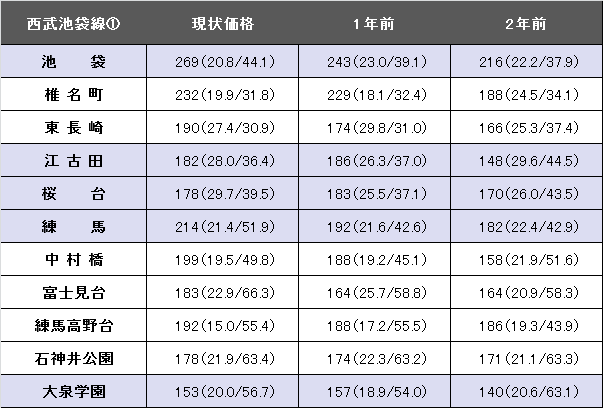 西武池袋線① 現状価格 1年前 2年前
池 袋 269(20.8/44.1) 243(23.0/39.1) 216(22.2/37.9)
椎名町 232(19.9/31.8) 229(18.1/32.4) 188(24.5/34.1)
東長崎 190(27.4/30.9) 174(29.8/31.0) 166(25.3/37.4)
江古田 182(28.0/36.4) 186(26.3/37.0) 148(29.6/44.5)
桜 台 178(29.7/39.5) 183(25.5/37.1) 170(26.0/43.5)
練 馬 214(21.4/51.9) 192(21.6/42.6) 182(22.4/42.9)
中村橋 199(19.5/49.8) 188(19.2/45.1) 158(21.9/51.6)
富士見台 183(22.9/66.3) 164(25.7/58.8) 164(20.9/58.3)
練馬高野台 192(15.0/55.4) 188(17.2/55.5) 186(19.3/43.9)
石神井公園 178(21.9/63.4) 174(22.3/63.2) 171(21.1/63.3)
大泉学園 153(20.0/56.7) 157(18.9/54.0) 140(20.6/63.1)